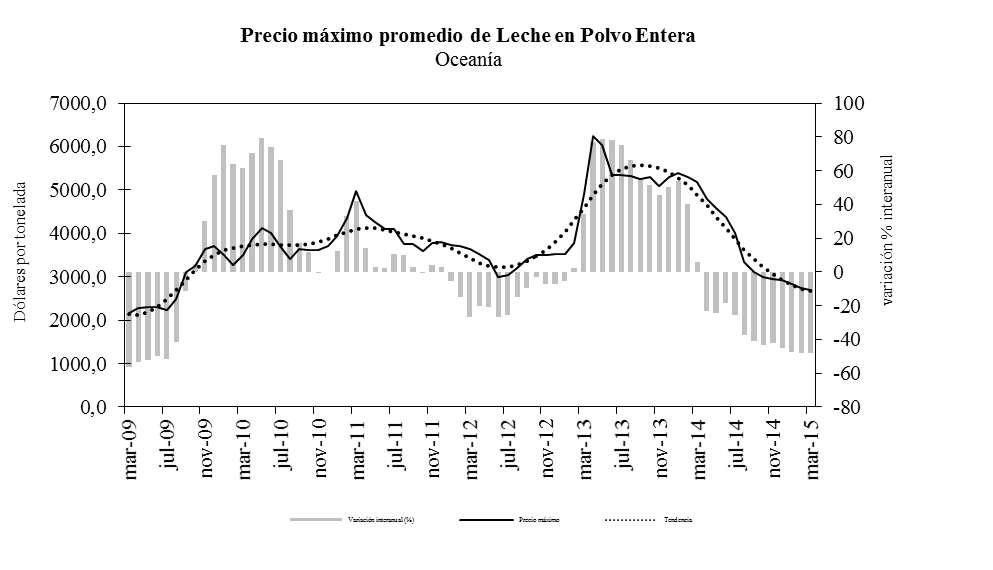 Precio máximo promedio de Leche en Polvo Entera
Oceanía
7000,0
6000,0
5000,0
4000,0
3000,0
2000,0
1000,0
0,0
Dólares por tonelada
100
80
60
40
20
0
-20
-40
-60
-80
variación % interanual
mar-09
jul-09
nov-09
mar-10
jul-10
nov-10
mar-11
jul-11
nov-11
mar-12
jul-12
nov-12
mar-13
jul-13
nov-13
mar-14
jul-14
nov-14
mar-15
Variación interanual (%)
Precio máximo
Tendencia